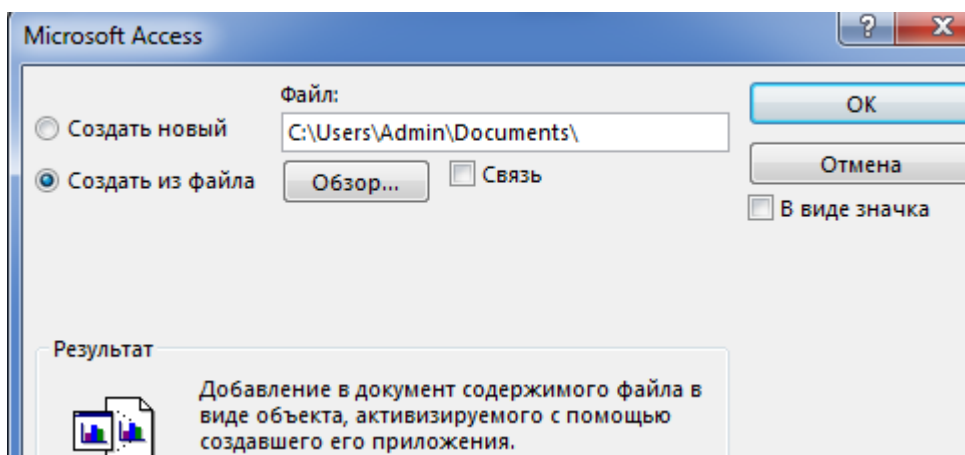 Microsoft Access
?
X
Файл:
OK
Создать новый
C:\Users\Admin\Documents\
Создать из файла
Обзор...
Связь
Отмена
В виде значка
Результат
Добавление в документ содержимого файла в
виде объекта, активизируемого с помощью
создавшего его приложения.